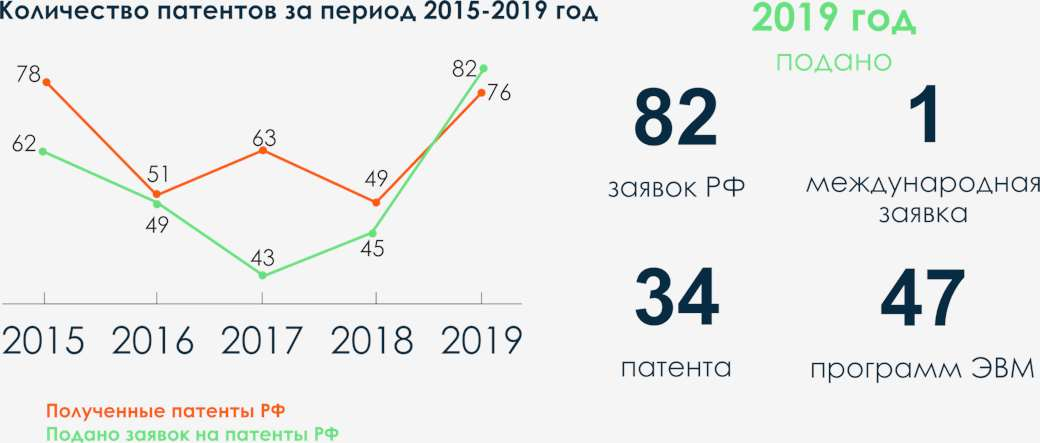 Количество патентов за период 2015-2019 год
78
62
51
49
63
43
49
45
82
76
2015 2016 2017 2018 2019
Полученные патенты РФ
Подано заявок на патенты РФ
2019 год
подано
82
заявок РФ
1
международная
заявка
34
патента
47
программ ЭВМ